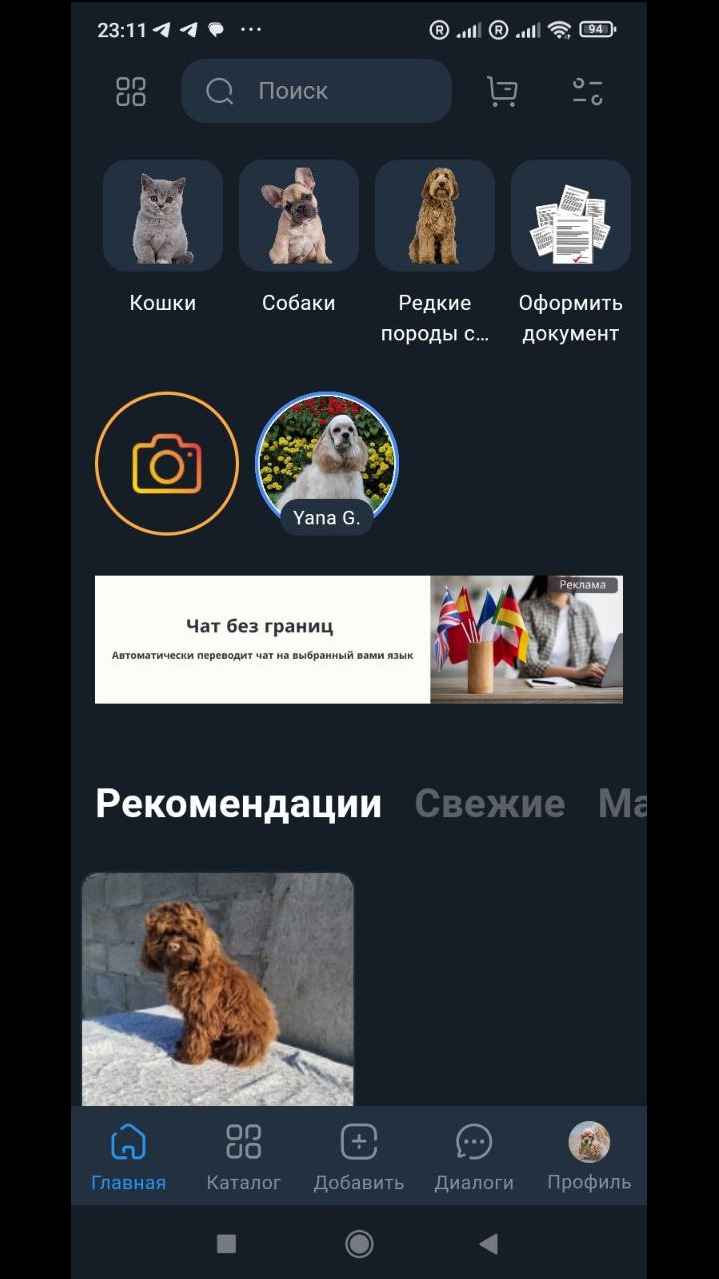 23:11
94
Поиск
Кошки
Собаки
Редкие
породы с...
Оформить
документ
Yana G.
Реклама
Чат без границ
Автоматически переводит чат на выбранный вами язык
Рекомендации Свежие Ма
Главная Каталог Добавить Диалоги Профиль